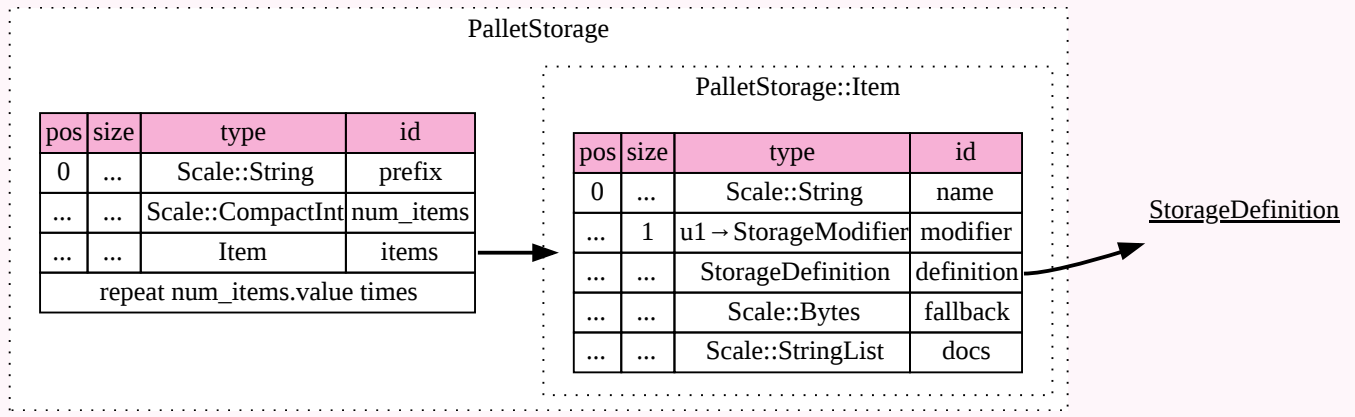 PalletStorage
pos size type id
0 ... Scale::String prefix
... ... Scale::CompactInt num_items
... ... Item items
repeat num_items.value times
PalletStorage::Item
pos size type id
0 ... Scale::String name
... 1 u1→StorageModifier modifier
... ... StorageDefinition definition
... ... Scale::Bytes fallback
... ... Scale::StringList docs
StorageDefinition